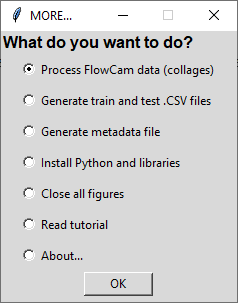 MORE...
What do you want to do?
Process FlowCam data (collages)
Generate train and test .CSV files
Generate metadata file
Install Python and libraries
Close all figures
Read tutorial
About...
OK